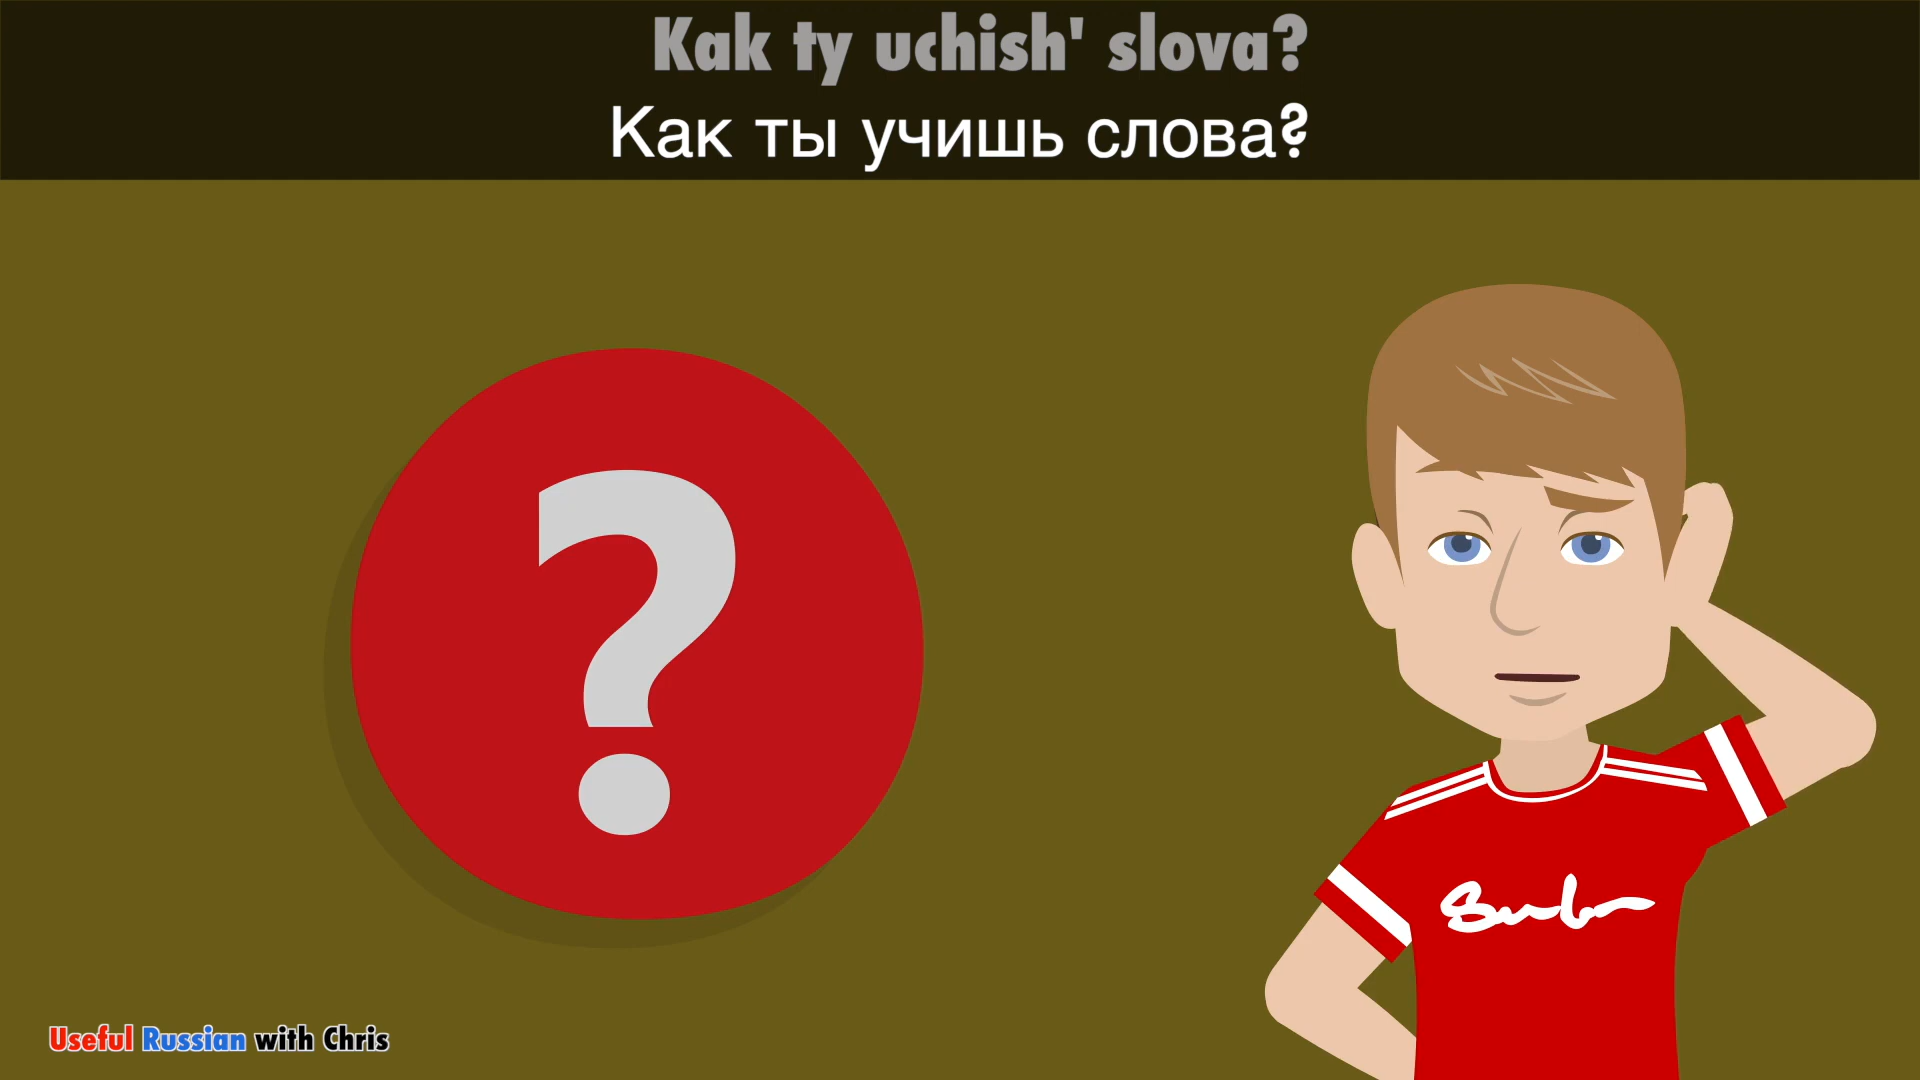 Kak ty uchish' slova?
Как ты учишь слова?
?
Useful Russian with Chris